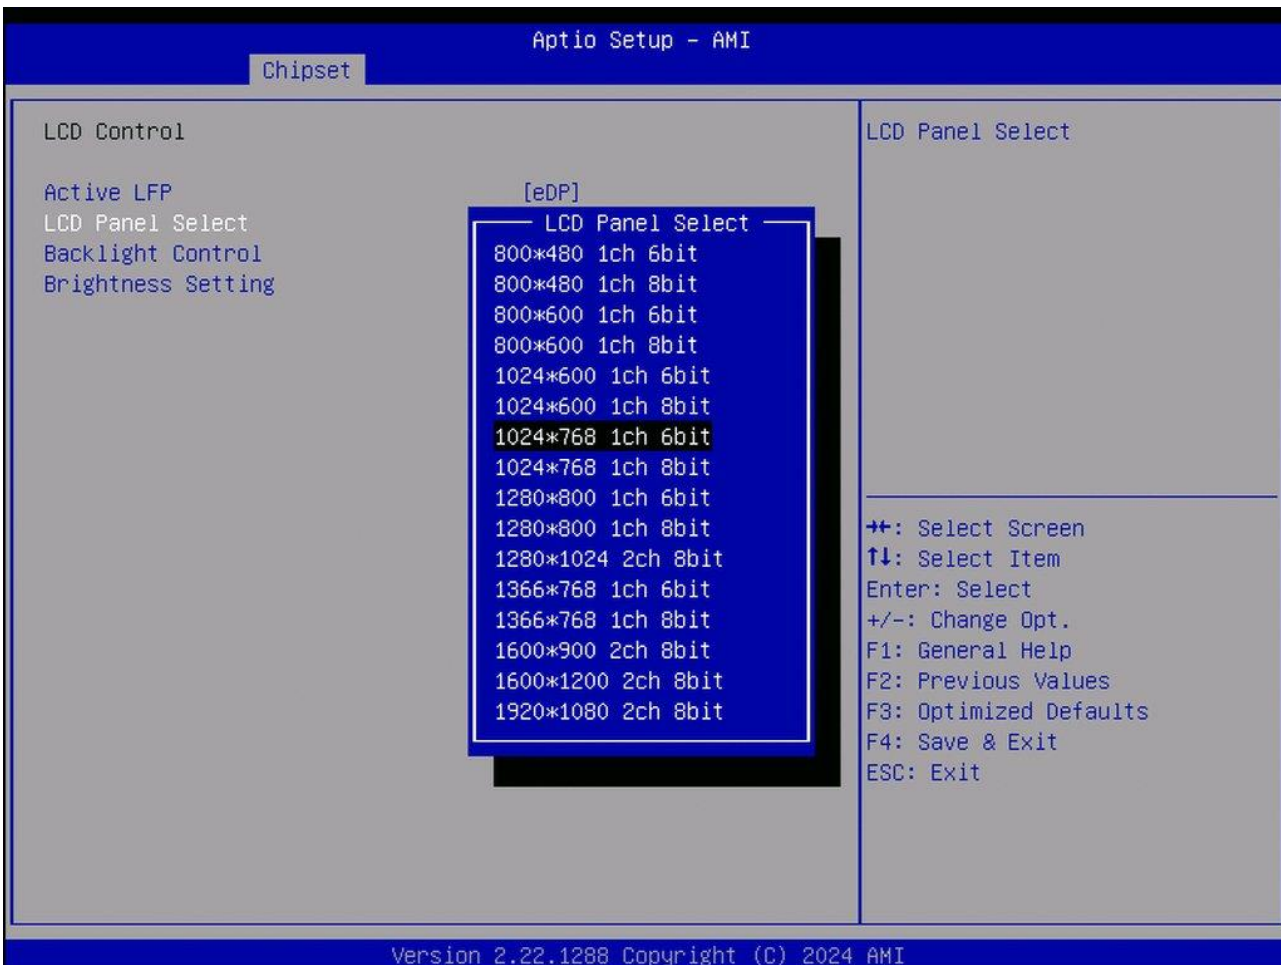 Aptio Setup - AMI
Chipset
LCD Control
Active LFP [eDP]
LCD Panel Select
Backlight Control
Brightness Setting
LCD Panel Select
800*480 1ch 6bit
800*480 1ch 8bit
800*600 1ch 6bit
800*600 1ch 8bit
1024*600 1ch 6bit
1024*600 1ch 8bit
1024*768 1ch 6bit
1024*768 1ch 8bit
1280*800 1ch 6bit
1280*800 1ch 8bit
1280*1024 2ch 8bit
1366*768 1ch 6bit
1366*768 1ch 8bit
1600*900 2ch 8bit
1600*1200 2ch 8bit
1920*1080 2ch 8bit
LCD Panel Select
→←: Select Screen
↑↓: Select Item
Enter: Select
+/-: Change Opt.
F1: General Help
F2: Previous Values
F3: Optimized Defaults
F4: Save & Exit
ESC: Exit
Version 2.22.1288 Copyright (C) 2024 AMI